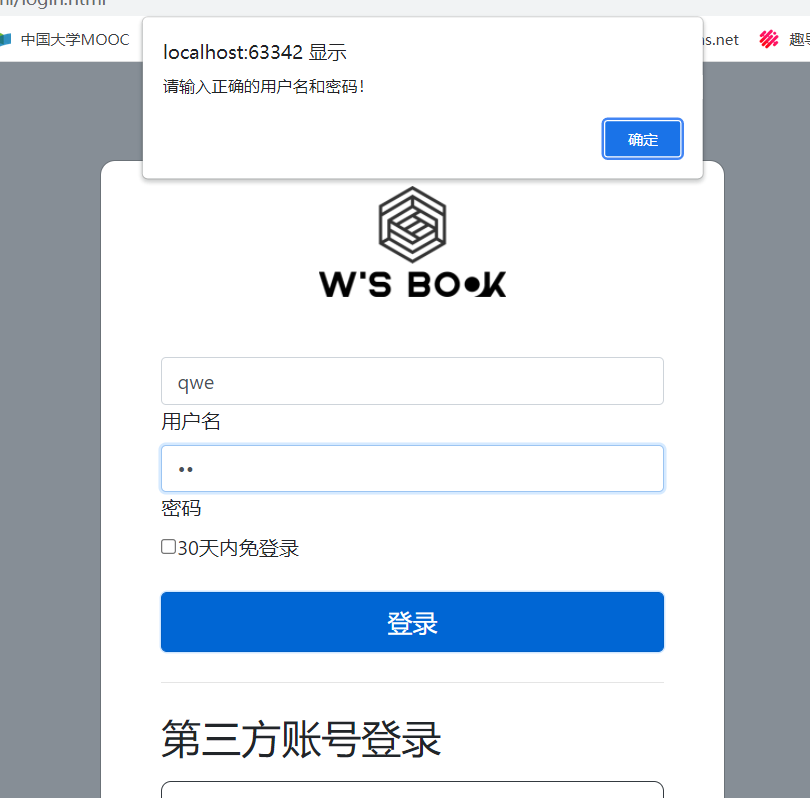 /login.html
中国大学MOOC
localhost:63342 显示
请输入正确的用户名和密码！
确定
W'S BOOK
qwe
用户名
••
密码
30天内免登录
登录
第三方账号登录